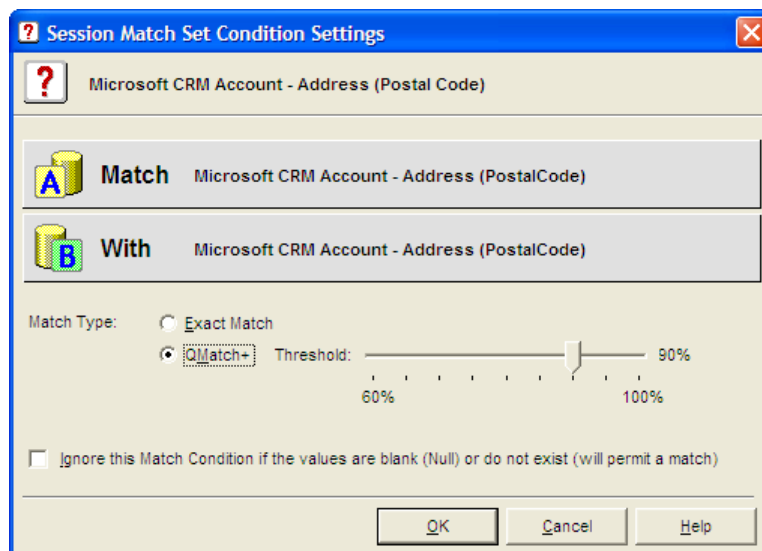 Session Match Set Condition Settings
Microsoft CRM Account - Address (Postal Code)
A Match Microsoft CRM Account - Address (PostalCode)
B With Microsoft CRM Account - Address (PostalCode)
Match Type: Exact Match
QMatch+ Threshold: 90%
60% 100%
Ignore this Match Condition if the values are blank (Null) or do not exist (will permit a match)
OK Cancel Help